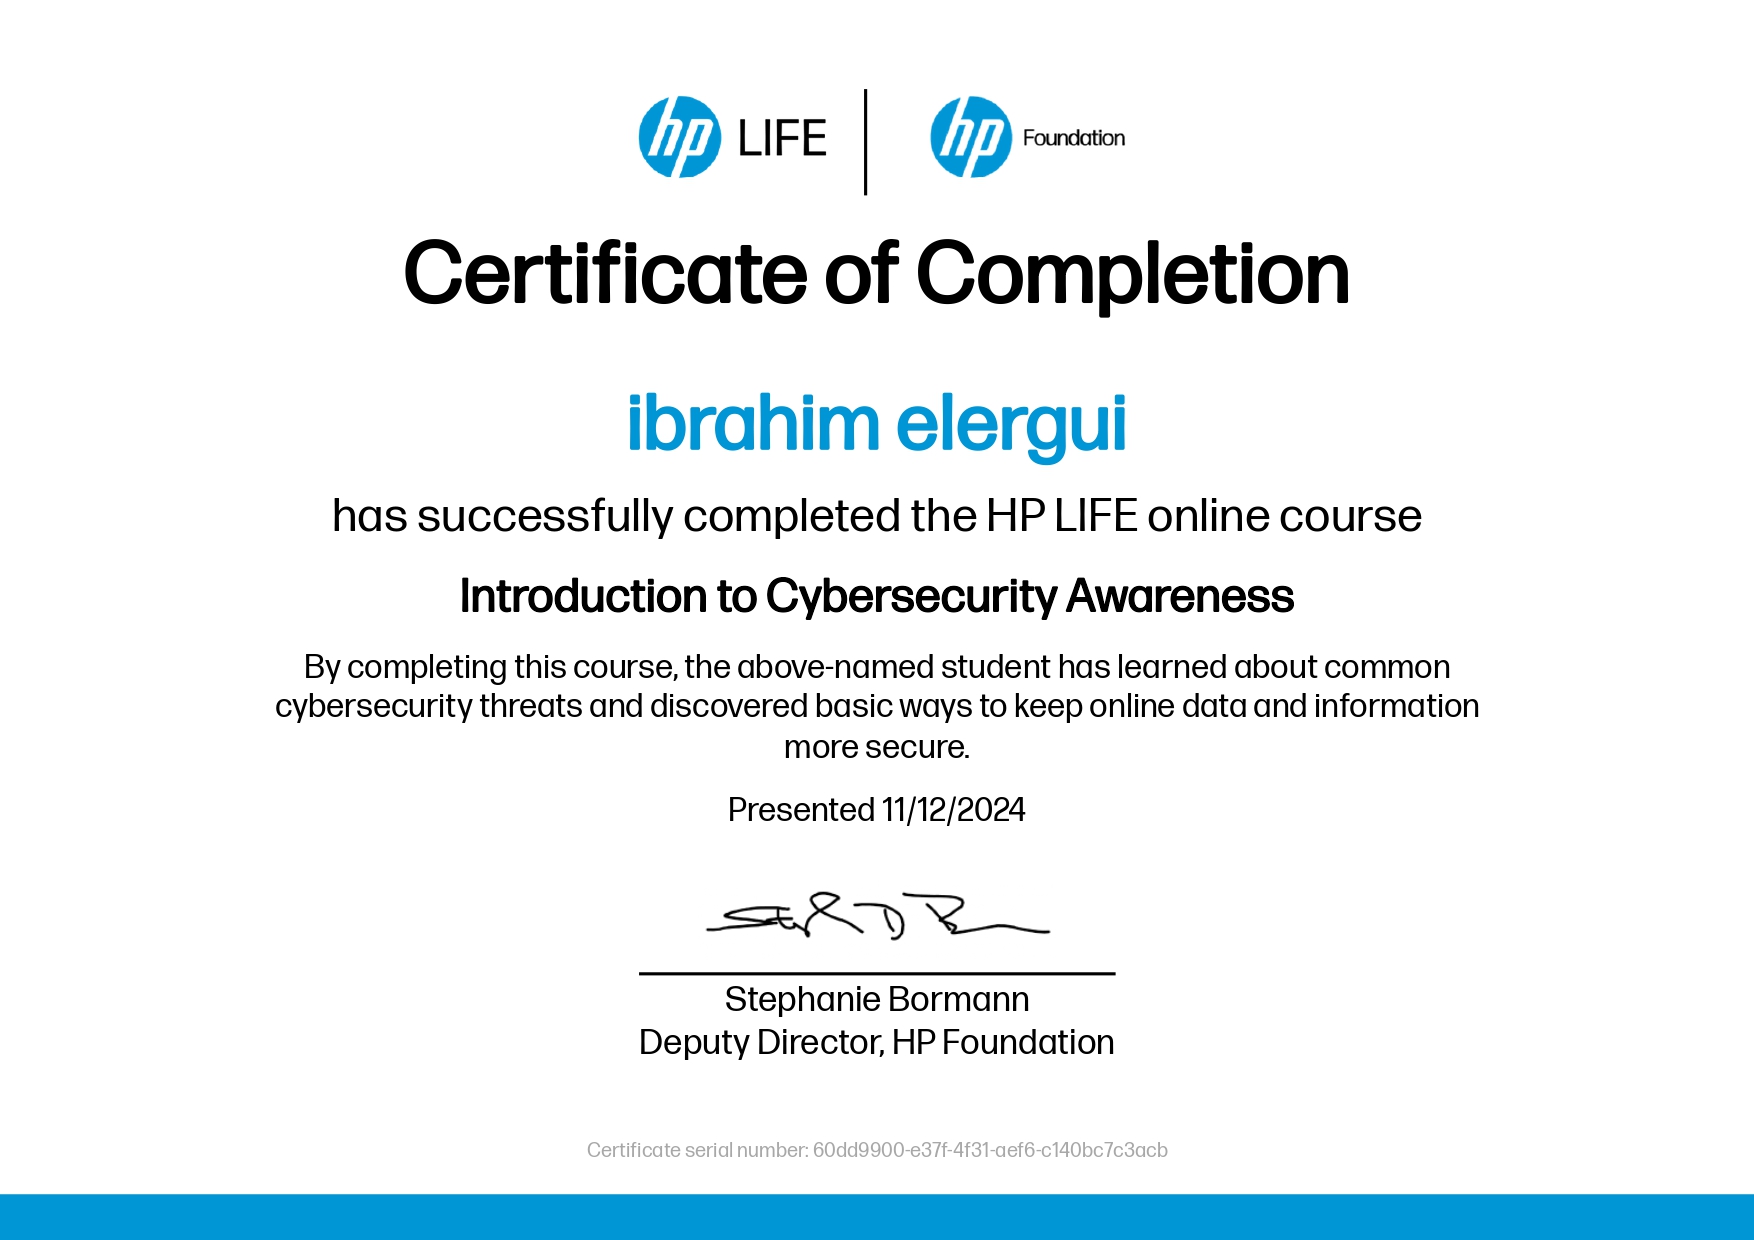 hp LIFE
hp Foundation
Certificate of Completion
ibrahim elergui
has successfully completed the HP LIFE online course
Introduction to Cybersecurity Awareness
By completing this course, the above-named student has learned about common
cybersecurity threats and discovered basic ways to keep online data and information
more secure.
Presented 11/12/2024
Stephanie Bormann
Deputy Director, HP Foundation
Certificate serial number: 60dd9900-e37f-4f31-aef6-c140bc7c3acb